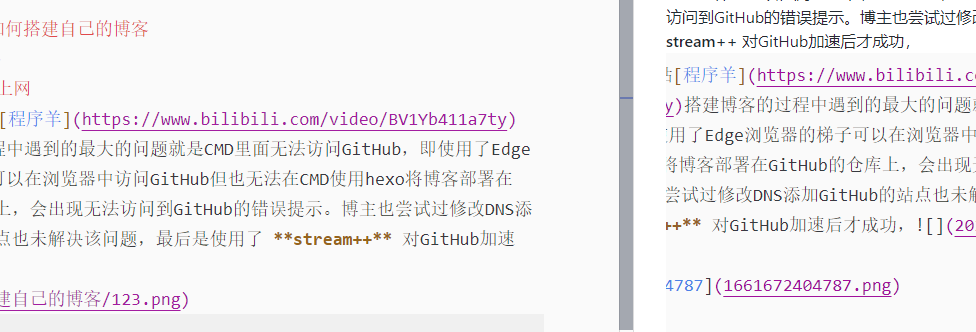 如何搭建自己的博客
上网
[程序羊](https://www.bilibili.com/video/BV1Yb411a7ty)
程中遇到的最大的问题就是CMD里面无法访问GitHub，即使用了Edge
可以在浏览器中访问GitHub但也无法在CMD使用hexo将博客部署在
上，会出现无法访问到GitHub的错误提示。博主也尝试过修改DNS添
点也未解决该问题，最后是使用了 **stream++** 对GitHub加速
建自己的博客/123.png)
访问到GitHub的错误提示。博主也尝试过修改
stream++ 对GitHub加速后才成功，
[程序羊](https://www.bilibili.c
y)搭建博客的过程中遇到的最大的问题
使用了Edge浏览器的梯子可以在浏览器中
将博客部署在GitHub的仓库上，会出现
尝试过修改DNS添加GitHub的站点也未
++** 对GitHub加速后才成功，![](20
4787](1661672404787.png)